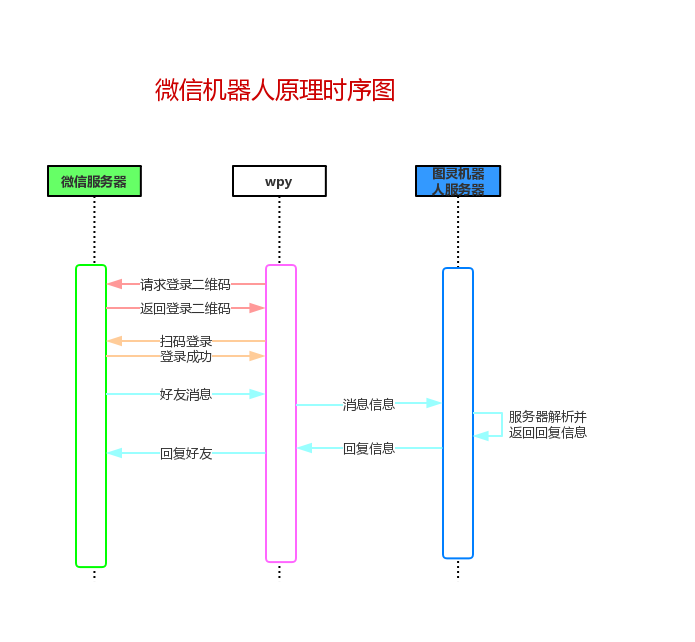 微信机器人原理时序图
微信服务器
wpy
图灵机器
人服务器
请求登录二维码
返回登录二维码
扫码登录
登录成功
好友消息
消息信息
服务器解析并
返回回复信息
回复信息
回复好友